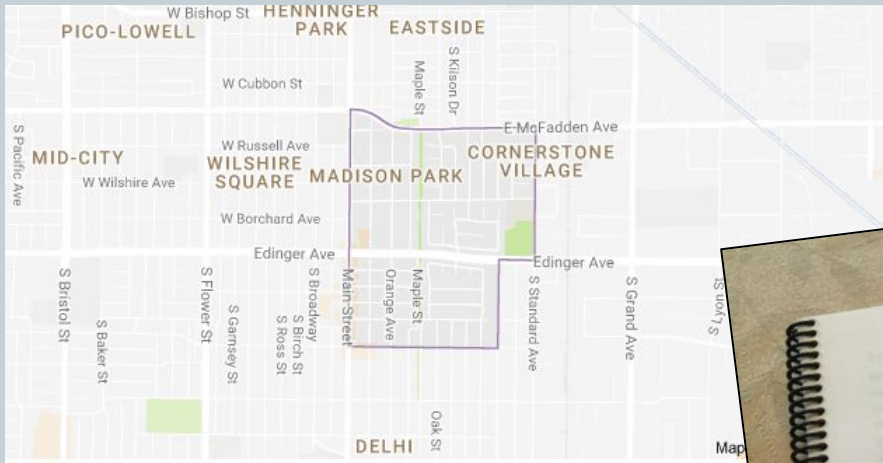 W Bishop St
HENNINGER
PARK
PICO-LOWELL
EASTSIDE
S Kilson Dr
Maple St
W Cubbon St
E McFadden Ave
S Pacific Ave
W Russell Ave
MID-CITY
WILSHIRE
SQUARE
MADISON PARK
CORNERSTONE
VILLAGE
W Wilshire Ave
W Borchard Ave
Edinger Ave
Edinger Ave
S Bristol St
S Baker St
S Flower St
S Garnsey St
S Ross St
S Birch St
S Broadway
Main Street
Orange Ave
Maple St.
S Standard Ave
S Grand Ave
S Lyon St
Oak St
DELHI
Map